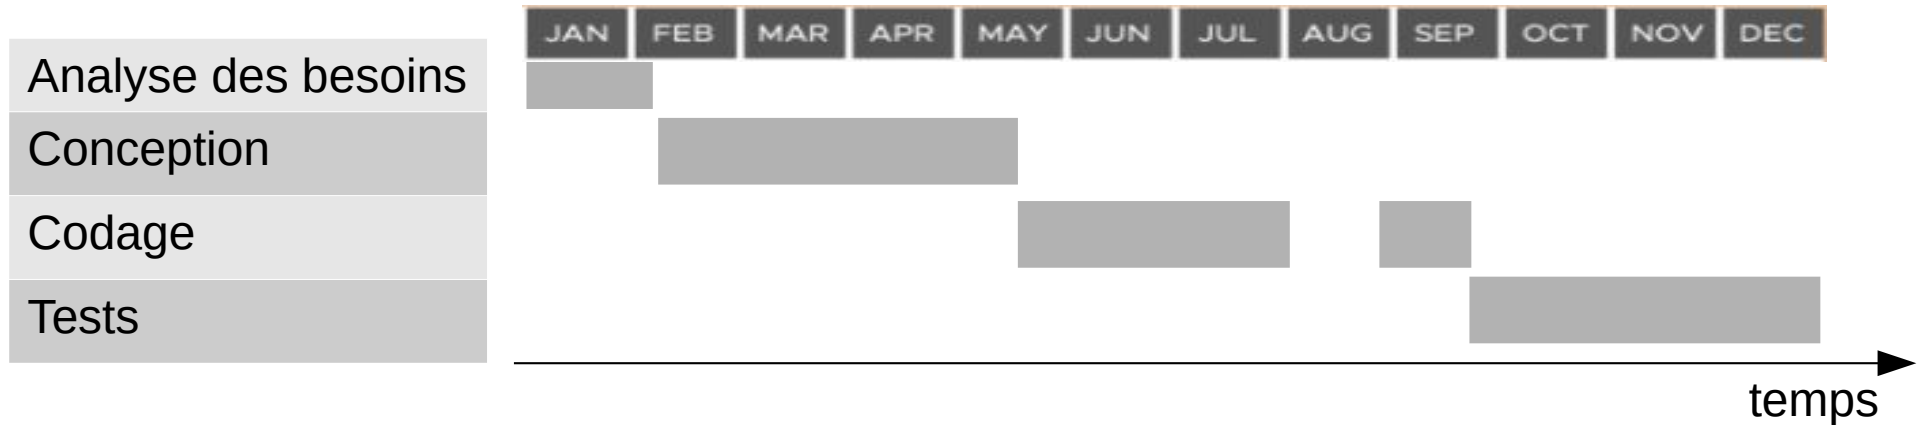 JAN FEB MAR APR MAY JUN JUL AUG SEP OCT NOV DEC
Analyse des besoins
Conception
Codage
Tests
temps